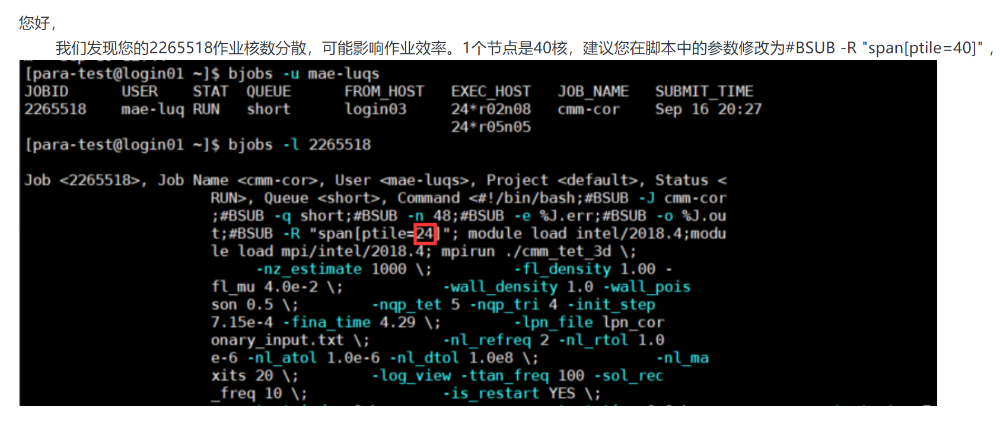 您好，
我们发现您的2265518作业核数分散，可能影响作业效率。1个节点是40核，建议您在脚本中的参数修改为#BSUB -R "span[ptile=40]"，
[para-test@login01 ~]$ bjobs -u mae-luqs
JOBID USER STAT QUEUE FROM_HOST EXEC_HOST JOB_NAME SUBMIT_TIME
2265518 mae-luq RUN short login03 24*r02n08 cmm-cor Sep 16 20:27
24*r05n05
[para-test@login01 ~]$ bjobs -l 2265518
Job <2265518>, Job Name <cmm-cor>, User <mae-luqs>, Project <default>, Status <
RUN>, Queue <short>, Command <#!/bin/bash;#BSUB -J cmm-cor
;#BSUB -q short;#BSUB -n 48;#BSUB -e %J.err;#BSUB -o %J.ou
t;#BSUB -R "span[ptile=24]"; module load intel/2018.4;modu
le load mpi/intel/2018.4; mpirun ./cmm_tet_3d \;
-nz_estimate 1000 \; -fl_density 1.00 -
fl_mu 4.0e-2 \; -wall_density 1.0 -wall_pois
son 0.5 \; -nqp_tet 5 -nqp_tri 4 -init_step
7.15e-4 -fina_time 4.29 \; -lpn_file lpn_cor
onary_input.txt \; -nl_refreq 2 -nl_rtol 1.0
e-6 -nl_atol 1.0e-6 -nl_dtol 1.0e8 \; -nl_ma
xits 20 \; -log_view -ttan_freq 100 -sol_rec
_freq 10 \; -is_restart YES \;